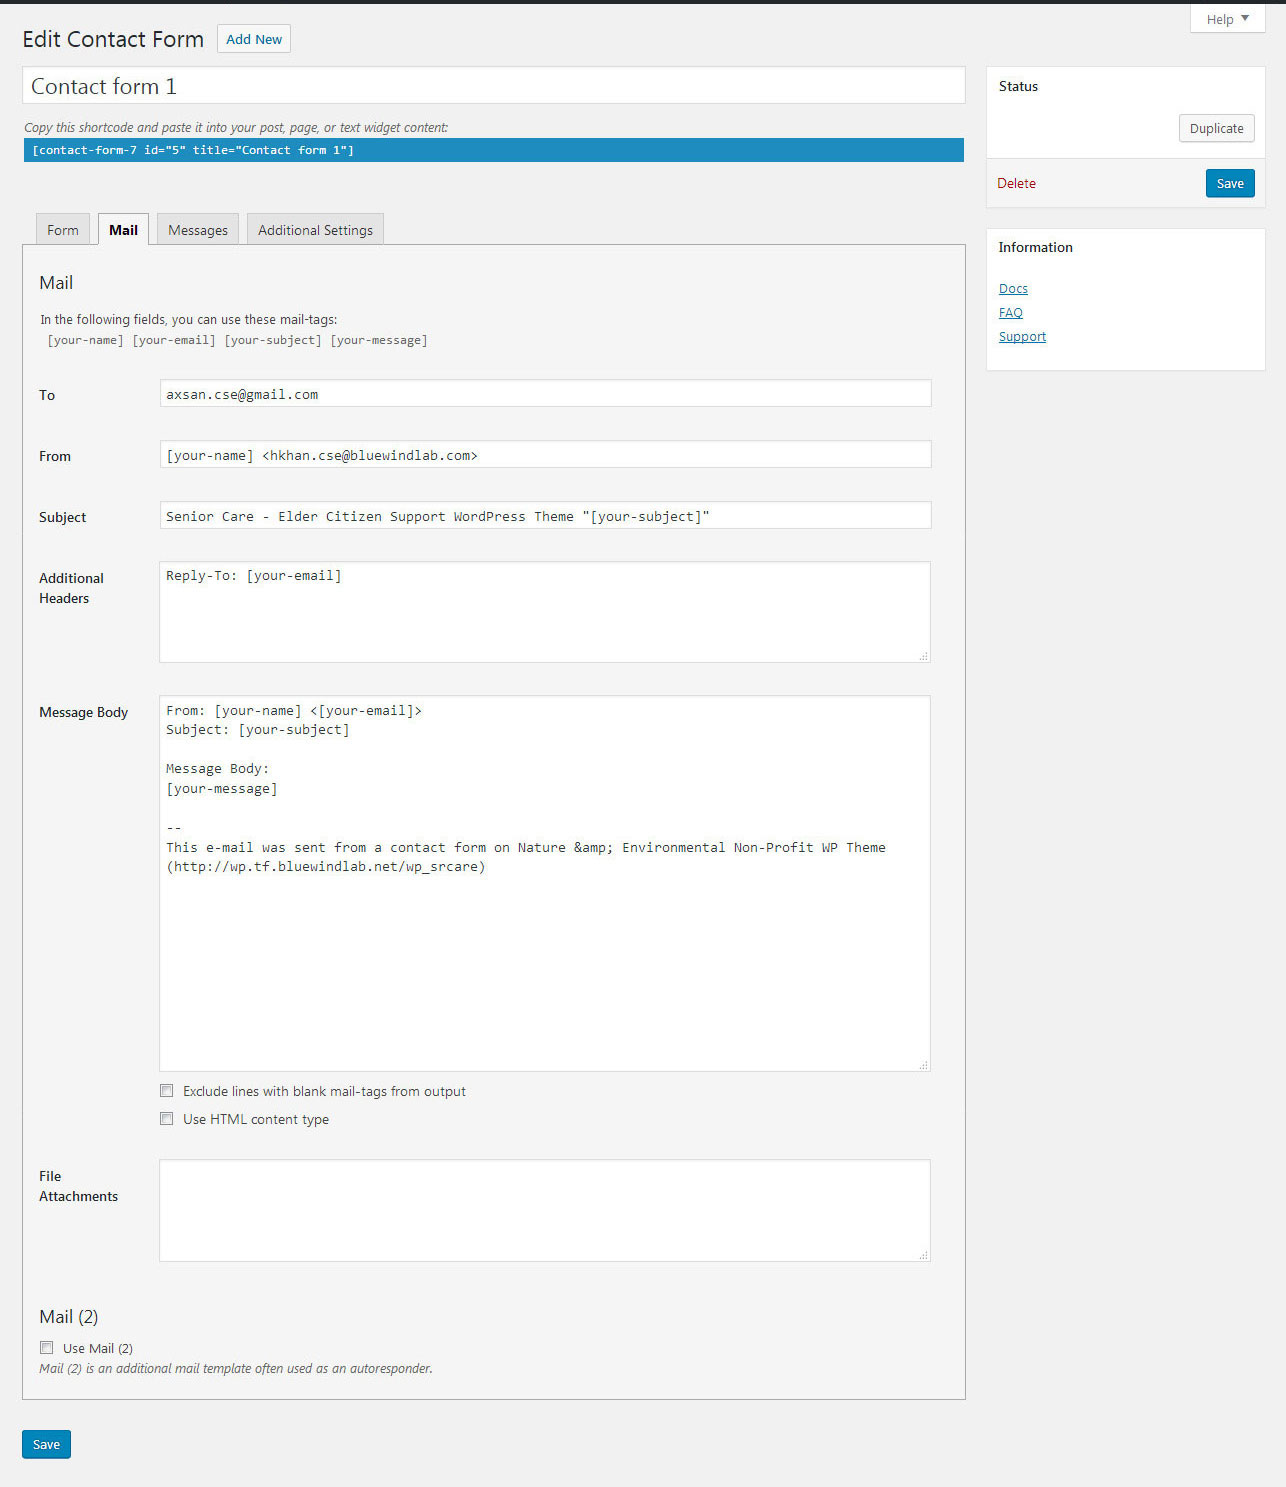 Help
Edit Contact Form Add New
Contact form 1
Copy this shortcode and paste it into your post, page, or text widget content:
[contact-form-7 id="5" title="Contact form 1"]
Status
Duplicate
Delete Save
Information
Docs
FAQ
Support
Form Mail Messages Additional Settings
Mail
In the following fields, you can use these mail-tags:
[your-name] [your-email] [your-subject] [your-message]
To axsan.cse@gmail.com
From [your-name] <hkhan.cse@bluewindlab.com>
Subject Senior Care - Elder Citizen Support WordPress Theme "[your-subject]"
Additional
Headers
Reply-To: [your-email]
Message Body
From: [your-name] <[your-email]>
Subject: [your-subject]
Message Body:
[your-message]
--
This e-mail was sent from a contact form on Nature &amp; Environmental Non-Profit WP Theme
(http://wp.tf.bluewindlab.net/wp_srcare)
Exclude lines with blank mail-tags from output
Use HTML content type
File
Attachments
Mail (2)
Use Mail (2)
Mail (2) is an additional mail template often used as an autoresponder.
Save